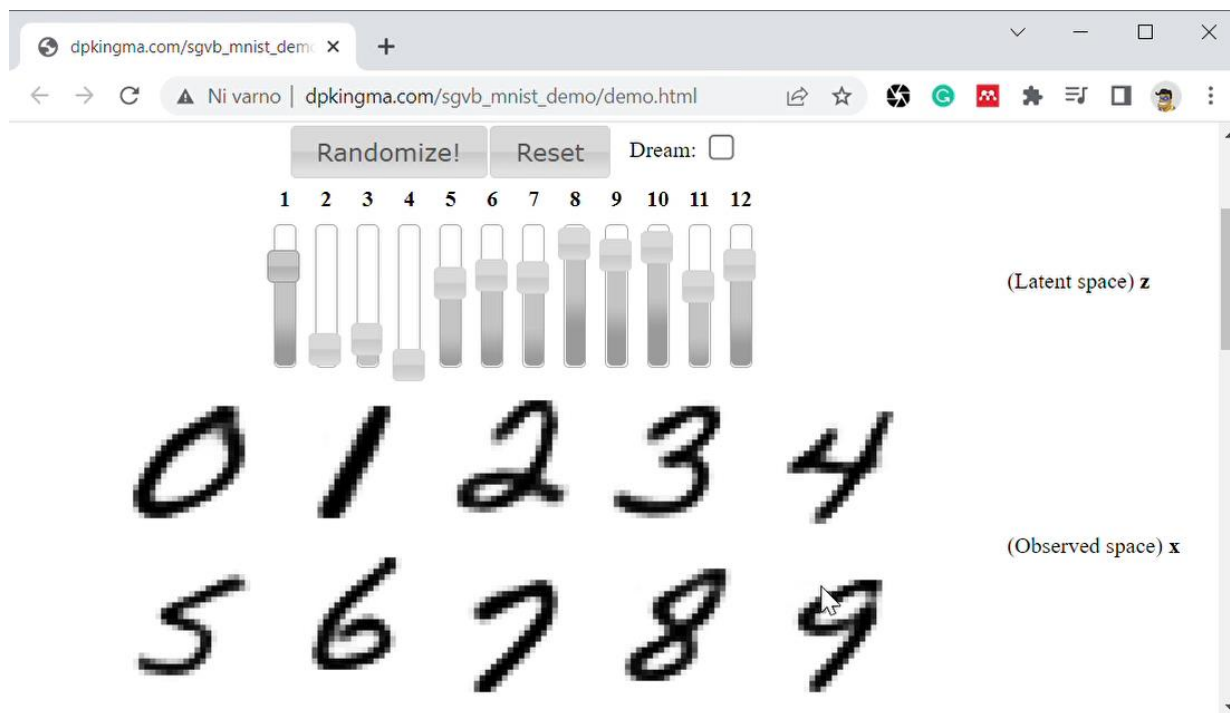 dpkingma.com/sgvb_mnist_dem
Ni varno | dpkingma.com/sgvb_mnist_demo/demo.html
Randomize! Reset Dream:
1 2 3 4 5 6 7 8 9 10 11 12
(Latent space) z
0 1 2 3 4
(Observed space) x
5 6 7 8 9